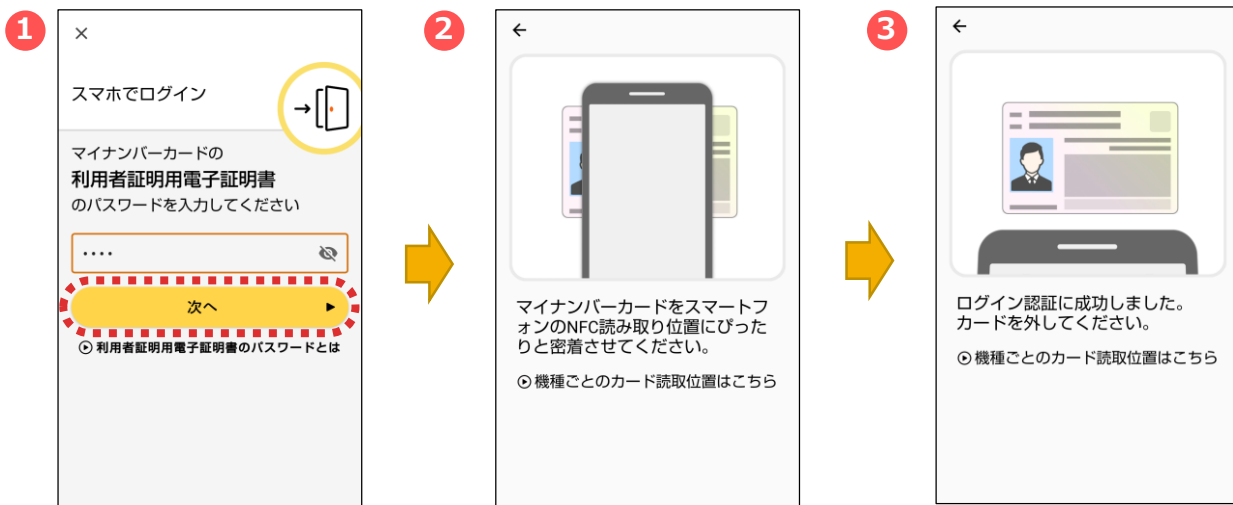 1
×
スマホでログイン
マイナンバーカードの
利用者証明用電子証明書
のパスワードを入力してください
••••
次へ
利用者証明用電子証明書のパスワードとは
2
マイナンバーカードをスマートフ
ォンのNFC読み取り位置にぴった
りと密着させてください。
機種ごとのカード読取位置はこちら
3
ログイン認証に成功しました。
カードを外してください。
機種ごとのカード読取位置はこちら